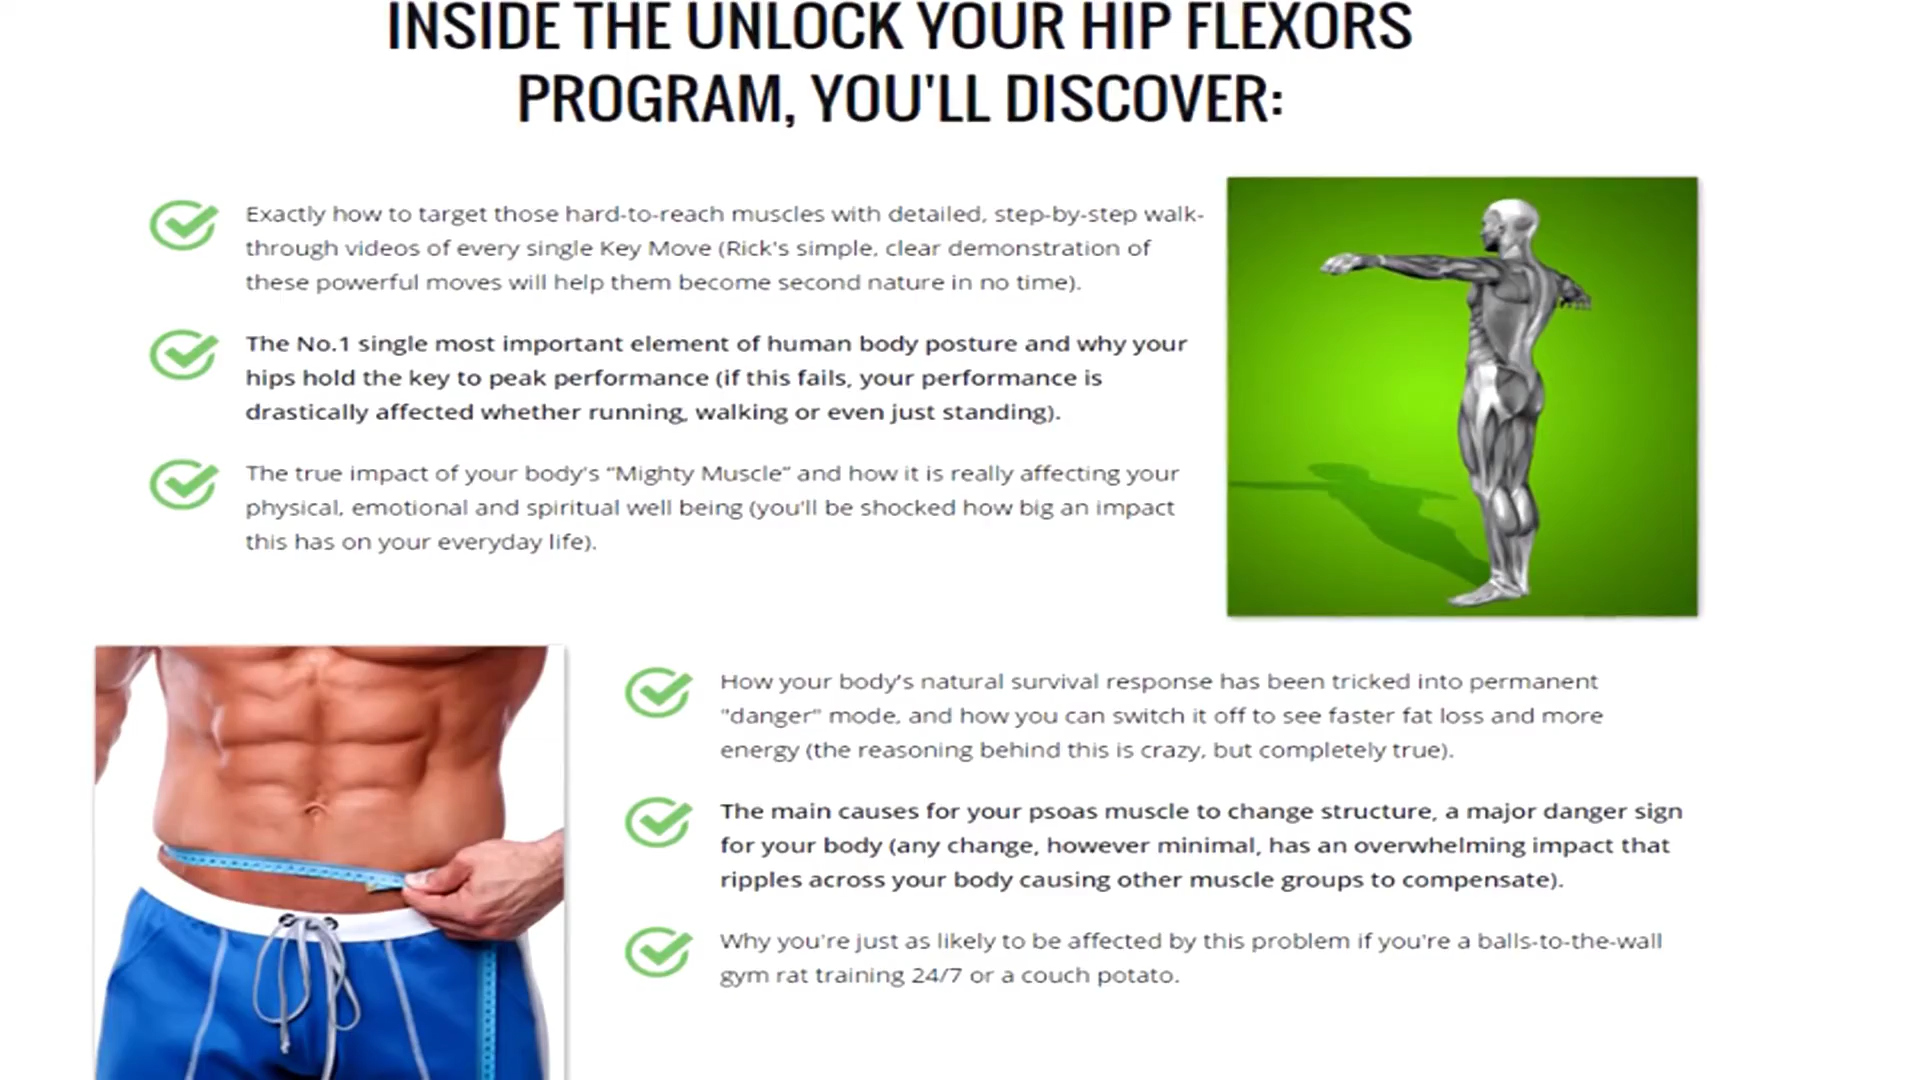 INSIDE THE UNLOCK YOUR HIP FLEXORS
PROGRAM, YOU'LL DISCOVER:
Exactly how to target those hard-to-reach muscles with detailed, step-by-step walk-
through videos of every single Key Move (Rick's simple, clear demonstration of
these powerful moves will help them become second nature in no time).
The No.1 single most important element of human body posture and why your
hips hold the key to peak performance (if this fails, your performance is
drastically affected whether running, walking or even just standing).
The true impact of your body's “Mighty Muscle” and how it is really affecting your
physical, emotional and spiritual well being (you'll be shocked how big an impact
this has on your everyday life).
How your body's natural survival response has been tricked into permanent
"danger" mode, and how you can switch it off to see faster fat loss and more
energy (the reasoning behind this is crazy, but completely true).
The main causes for your psoas muscle to change structure, a major danger sign
for your body (any change, however minimal, has an overwhelming impact that
ripples across your body causing other muscle groups to compensate).
Why you're just as likely to be affected by this problem if you're a balls-to-the-wall
gym rat training 24/7 or a couch potato.